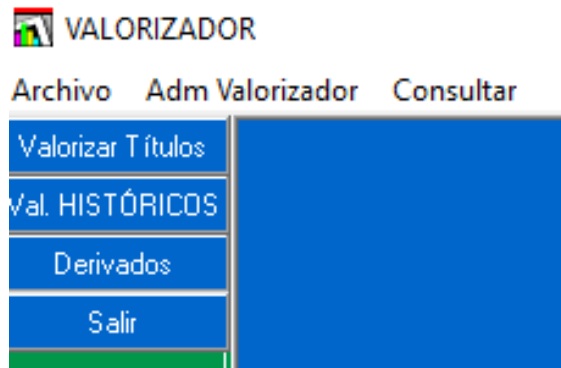 VALORIZADOR
Archivo Adm Valorizador Consultar
Valorizar Títulos
Val. HISTÓRICOS
Derivados
Salir